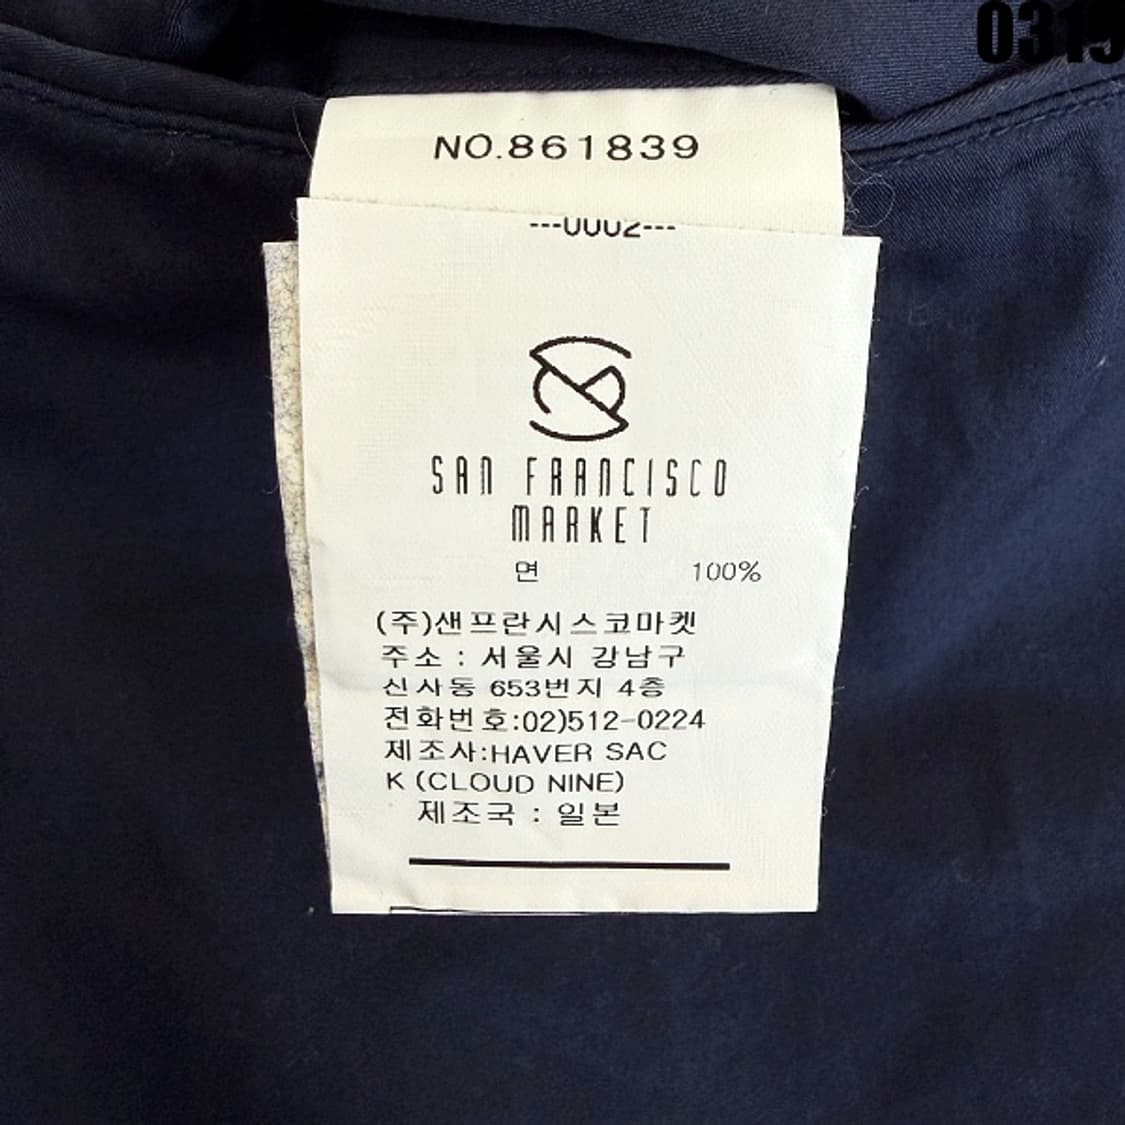 0319
NO.861839
---0002---
SAN FRANCISCO
MARKET
면 100%
(주)샌프란시스코마켓
주소 : 서울시 강남구
신사동 653번지 4층
전화번호:02)512-0224
제조사:HAVER SAC
K (CLOUD NINE)
제조국 : 일본